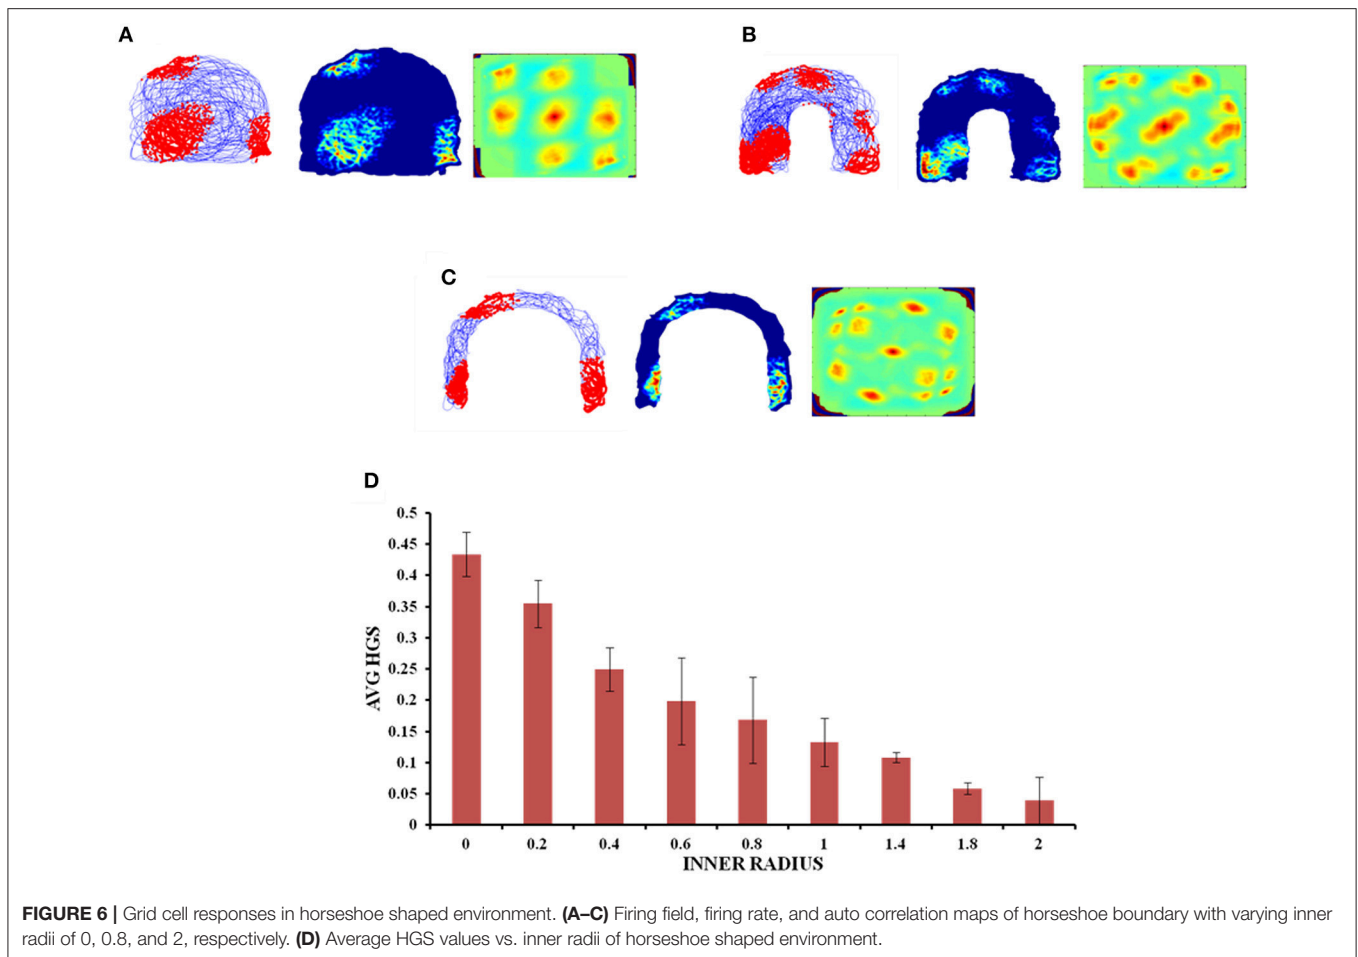 A
B
C
D
0.5
0.45
0.4
0.35
0.3
0.25
0.2
0.15
0.1
0.05
0
AVG HGS
0 0.2 0.4 0.6 0.8 1 1.4 1.8 2
INNER RADIUS
FIGURE 6 | Grid cell responses in horseshoe shaped environment. (A–C) Firing field, firing rate, and auto correlation maps of horseshoe boundary with varying inner
radii of 0, 0.8, and 2, respectively. (D) Average HGS values vs. inner radii of horseshoe shaped environment.